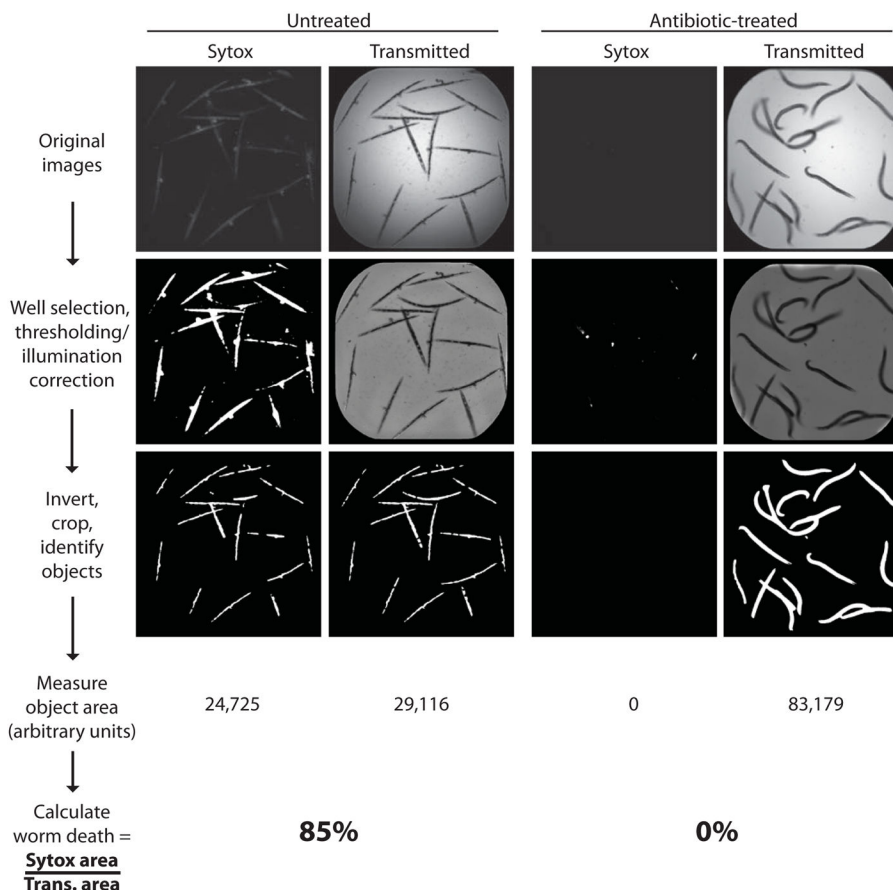 Untreated
Antibiotic-treated
Sytox
Transmitted
Sytox
Transmitted
Original
images
Well selection,
thresholding/
illumination
correction
Invert,
crop,
identify
objects
Measure
object area
(arbitrary units)
24,725
29,116
0
83,179
Calculate
worm death =
Sytox area
Trans. area
85%
0%